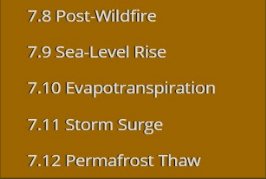 7.8 Post-Wildfire
7.9 Sea-Level Rise
7.10 Evapotranspiration
7.11 Storm Surge
7.12 Permafrost Thaw